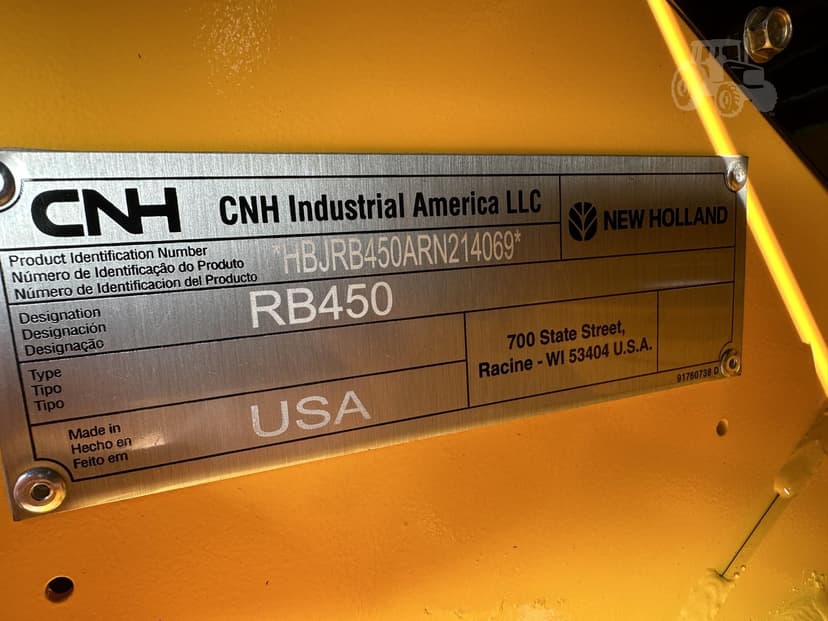 CNH CNH Industrial America LLC
NEW HOLLAND
Product Identification Number
Número de Identificação do Produto
Número de Identificacion del Producto
*HBJRB450ARN214069*
Designation
Designación
Designação
RB450
Type
Tipo
Tipo
700 State Street,
Racine - WI 53404 U.S.A.
91760738 D
Made in
Hecho en
Feito em
USA